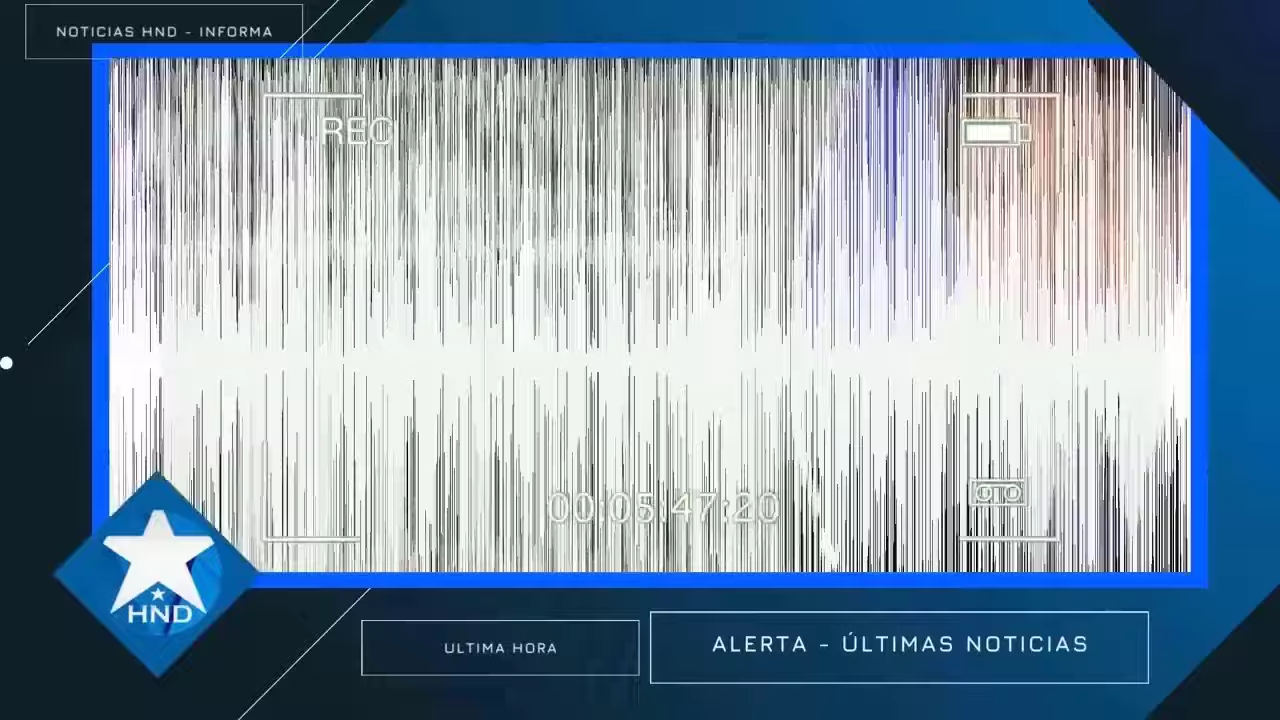 NOTICIAS HND - INFORMA
REC
00:05:47:20
HND
ULTIMA HORA
ALERTA - ÚLTIMAS NOTICIAS